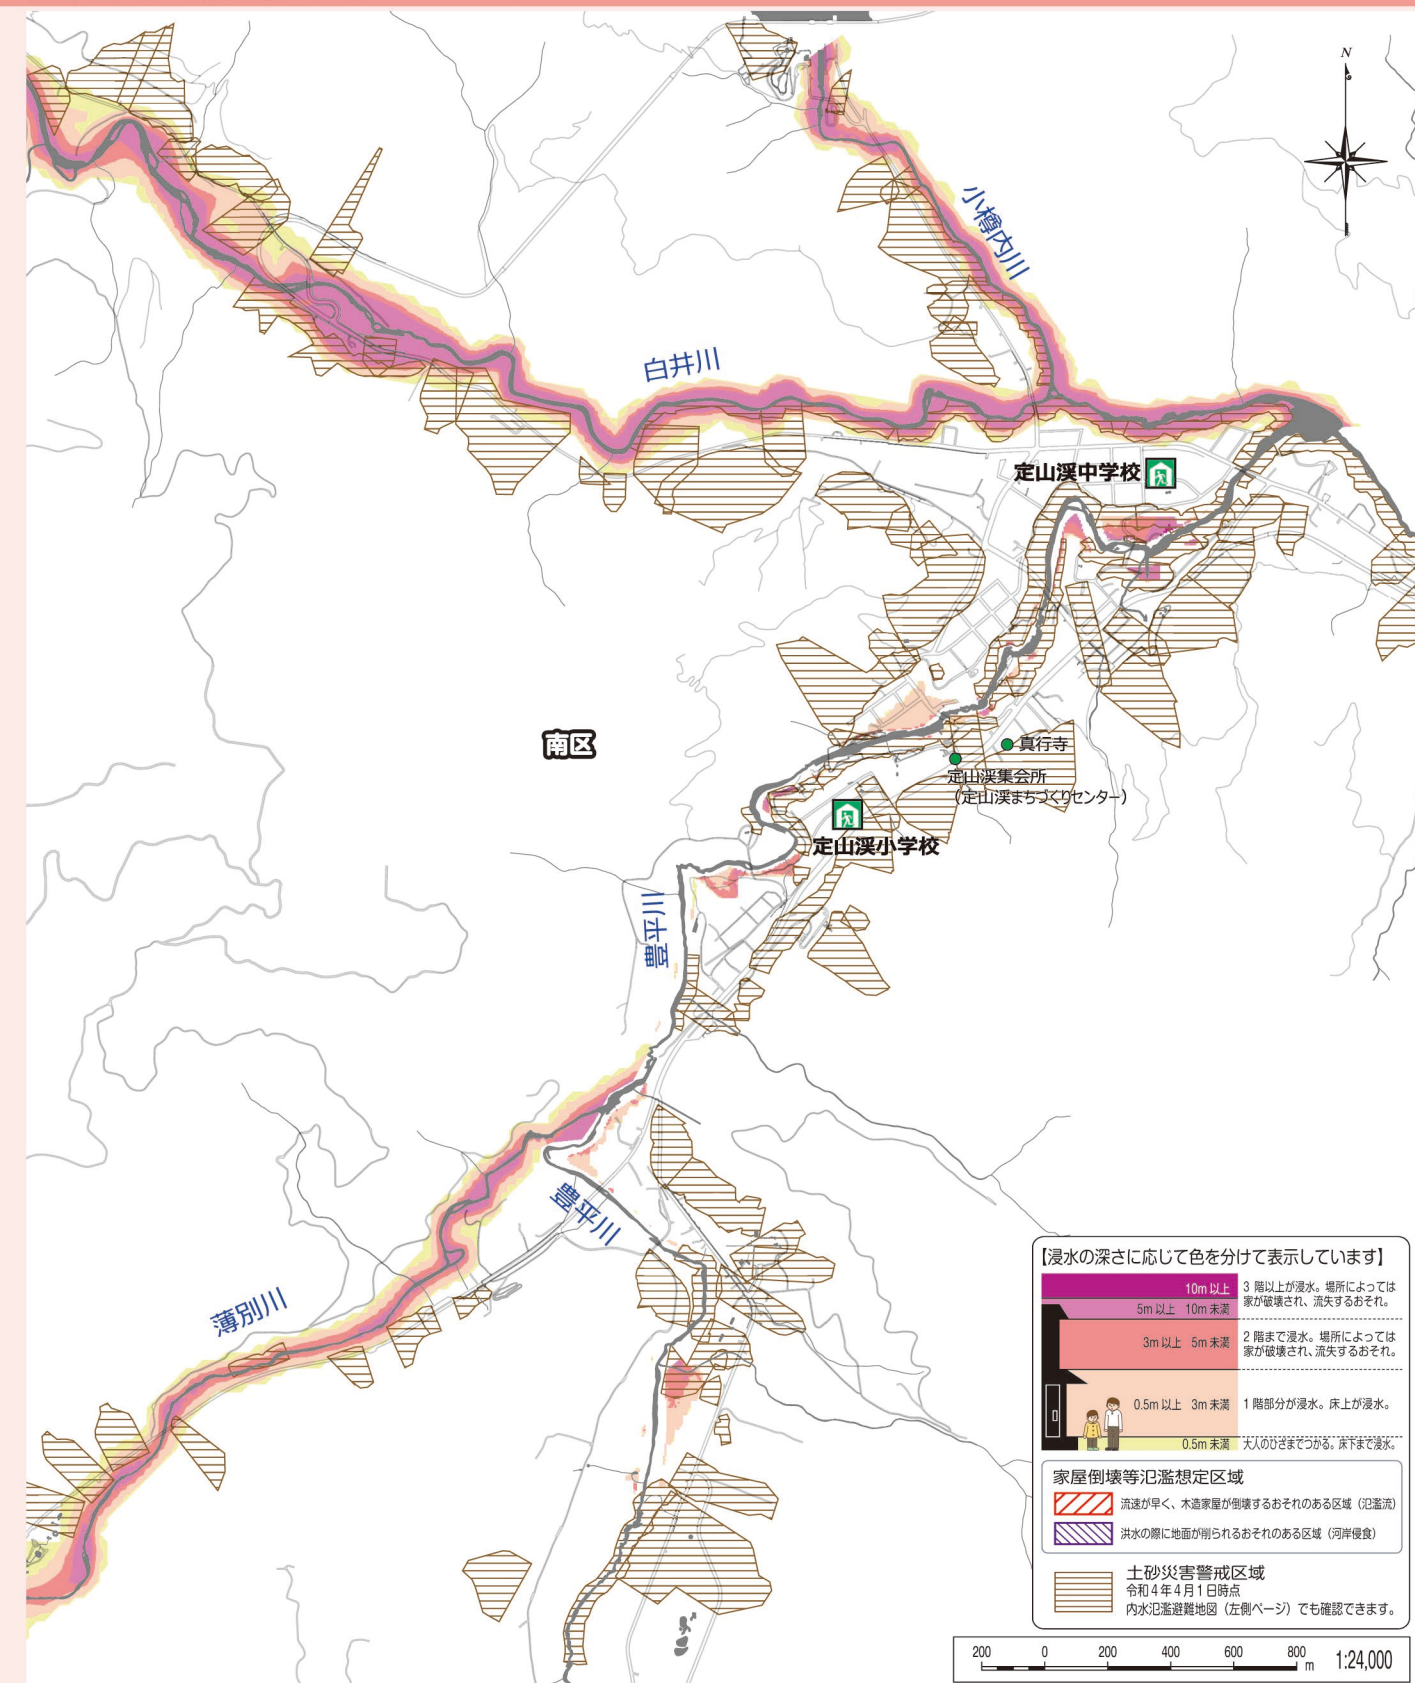 N
小樽内川
白井川
定山渓中学校
南区
真行寺
定山渓集会所
（定山渓まちづくりセンター）
定山渓小学校
豊平川
豊平川
薄別川
【浸水の深さに応じて色を分けて表示しています】
10m 以上
3 階以上が浸水。場所によっては
家が破壊され、流失するおそれ。
5m 以上 10m 未満
3m 以上 5m 未満
2 階まで浸水。場所によっては
家が破壊され、流失するおそれ。
0.5m 以上 3m 未満
1 階部分が浸水。床上が浸水。
0.5m 未満
大人のひざまでつかる。床下まで浸水。
家屋倒壊等氾濫想定区域
流速が早く、木造家屋が倒壊するおそれのある区域（氾濫流）
洪水の際に地面が削られるおそれのある区域（河岸侵食）
土砂災害警戒区域
令和４年４月１日時点
内水氾濫避難地図（左側ページ）でも確認できます。
200 0 200 400 600 800 m 1:24,000